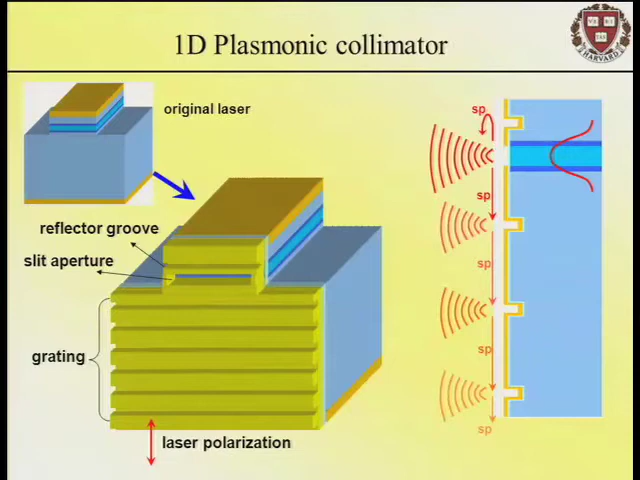 1D Plasmonic collimator
HARVARD
original laser
reflector groove
slit aperture
grating
laser polarization
sp
sp
sp
sp
sp